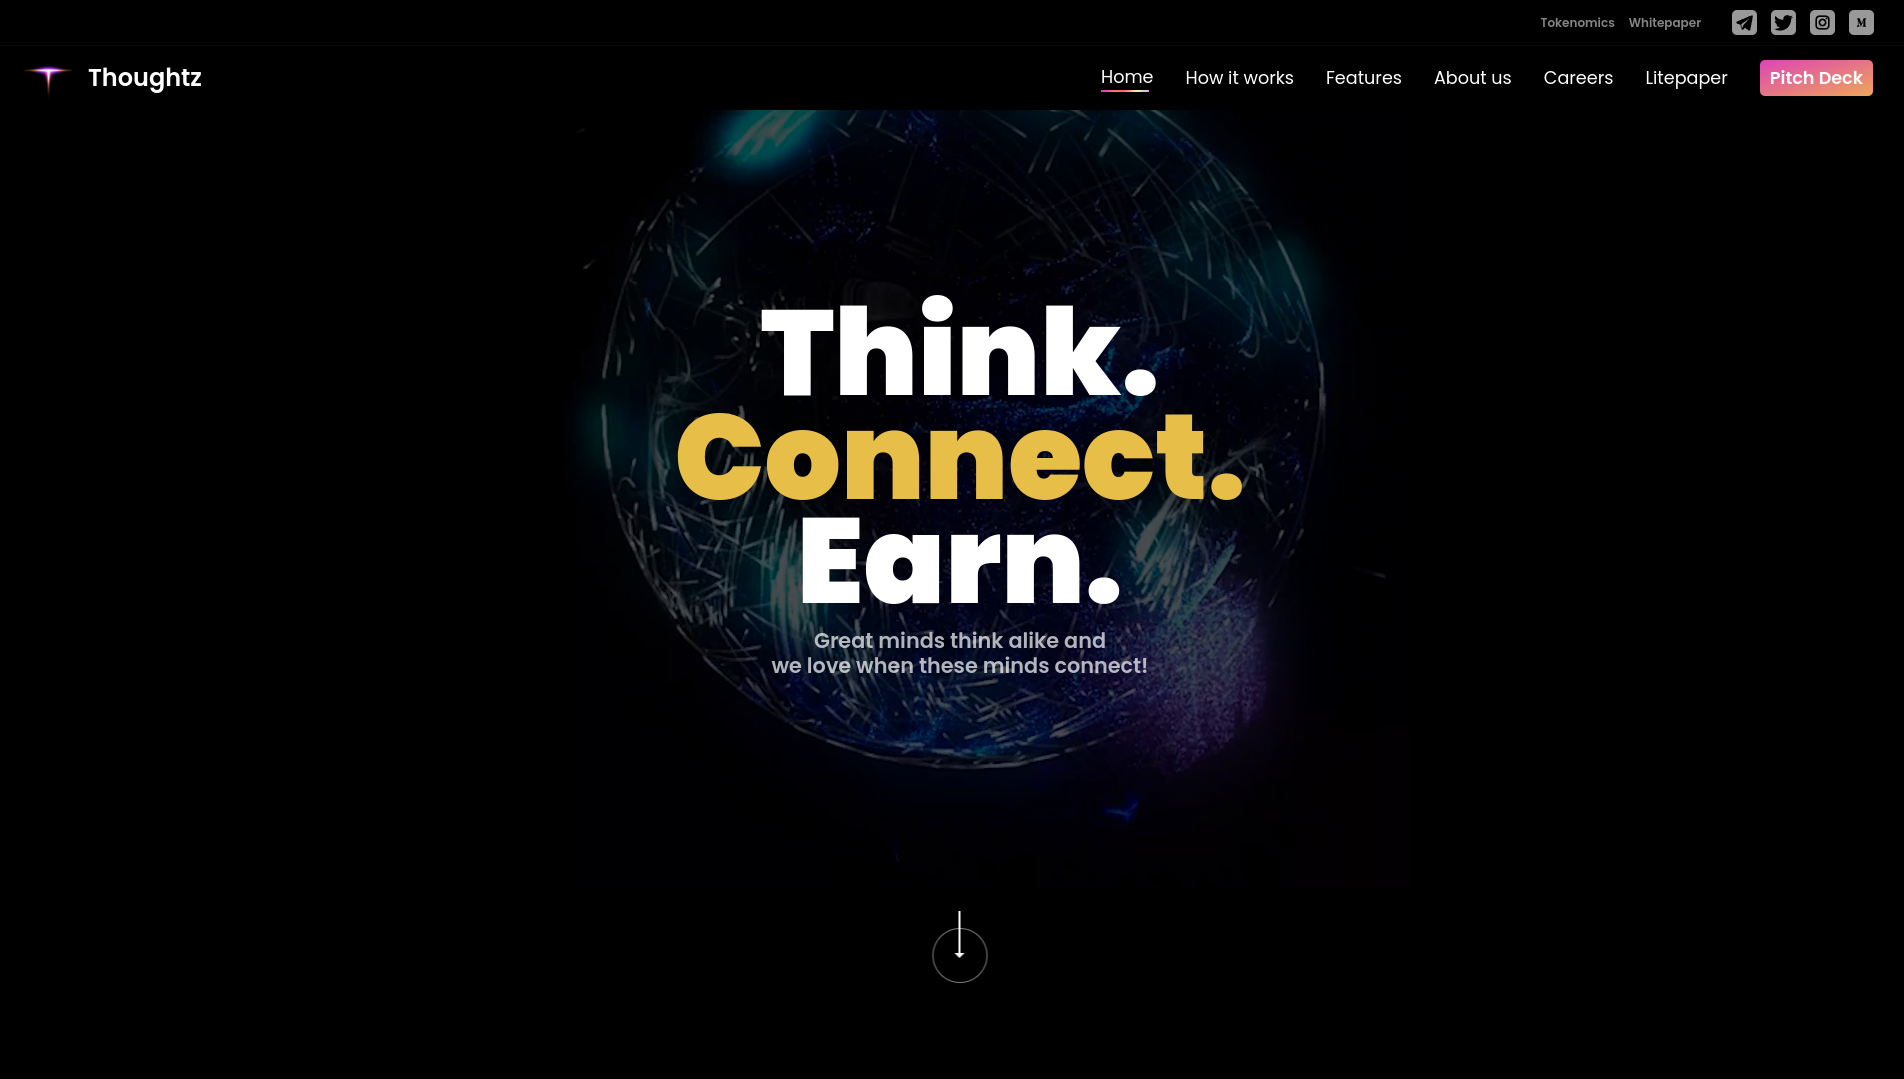 Tokenomics Whitepaper
Thoughtz
Home How it works Features About us Careers Litepaper Pitch Deck
Think.
Connect.
Earn.
Great minds think alike and
we love when these minds connect!